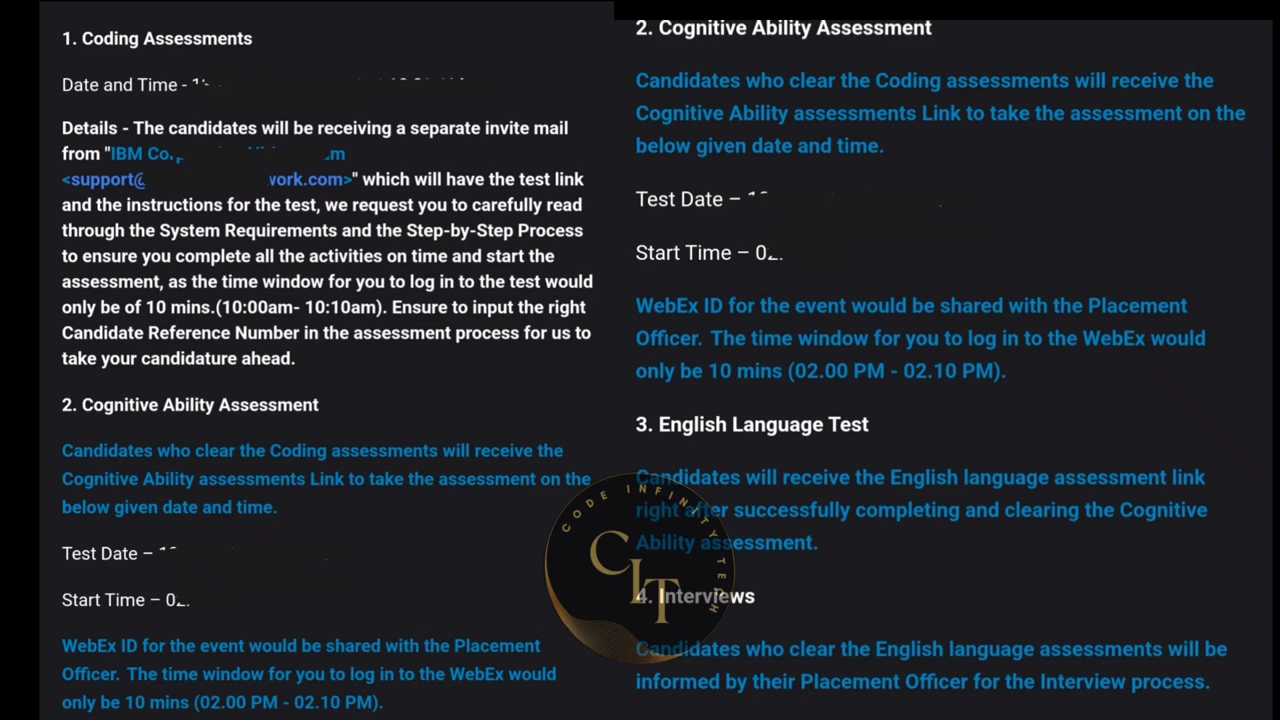 1. Coding Assessments
Date and Time -
Details - The candidates will be receiving a separate invite mail
from "IBM
<support@ work.com>" which will have the test link
and the instructions for the test, we request you to carefully read
through the System Requirements and the Step-by-Step Process
to ensure you complete all the activities on time and start the
assessment, as the time window for you to log in to the test would
only be of 10 mins.(10:00am- 10:10am). Ensure to input the right
Candidate Reference Number in the assessment process for us to
take your candidature ahead.
2. Cognitive Ability Assessment
Candidates who clear the Coding assessments will receive the
Cognitive Ability assessments Link to take the assessment on the
below given date and time.
Test Date –
Start Time –
WebEx ID for the event would be shared with the Placement
Officer. The time window for you to log in to the WebEx would
only be 10 mins (02.00 PM - 02.10 PM).
2. Cognitive Ability Assessment
Candidates who clear the Coding assessments will receive the
Cognitive Ability assessments Link to take the assessment on the
below given date and time.
Test Date –
Start Time –
WebEx ID for the event would be shared with the Placement
Officer. The time window for you to log in to the WebEx would
only be 10 mins (02.00 PM - 02.10 PM).
3. English Language Test
Candidates will receive the English language assessment link
right after successfully completing and clearing the Cognitive
Ability assessment.
4. Interviews
Candidates who clear the English language assessments will be
informed by their Placement Officer for the Interview process.
CODE INFINITY TECH
CIT